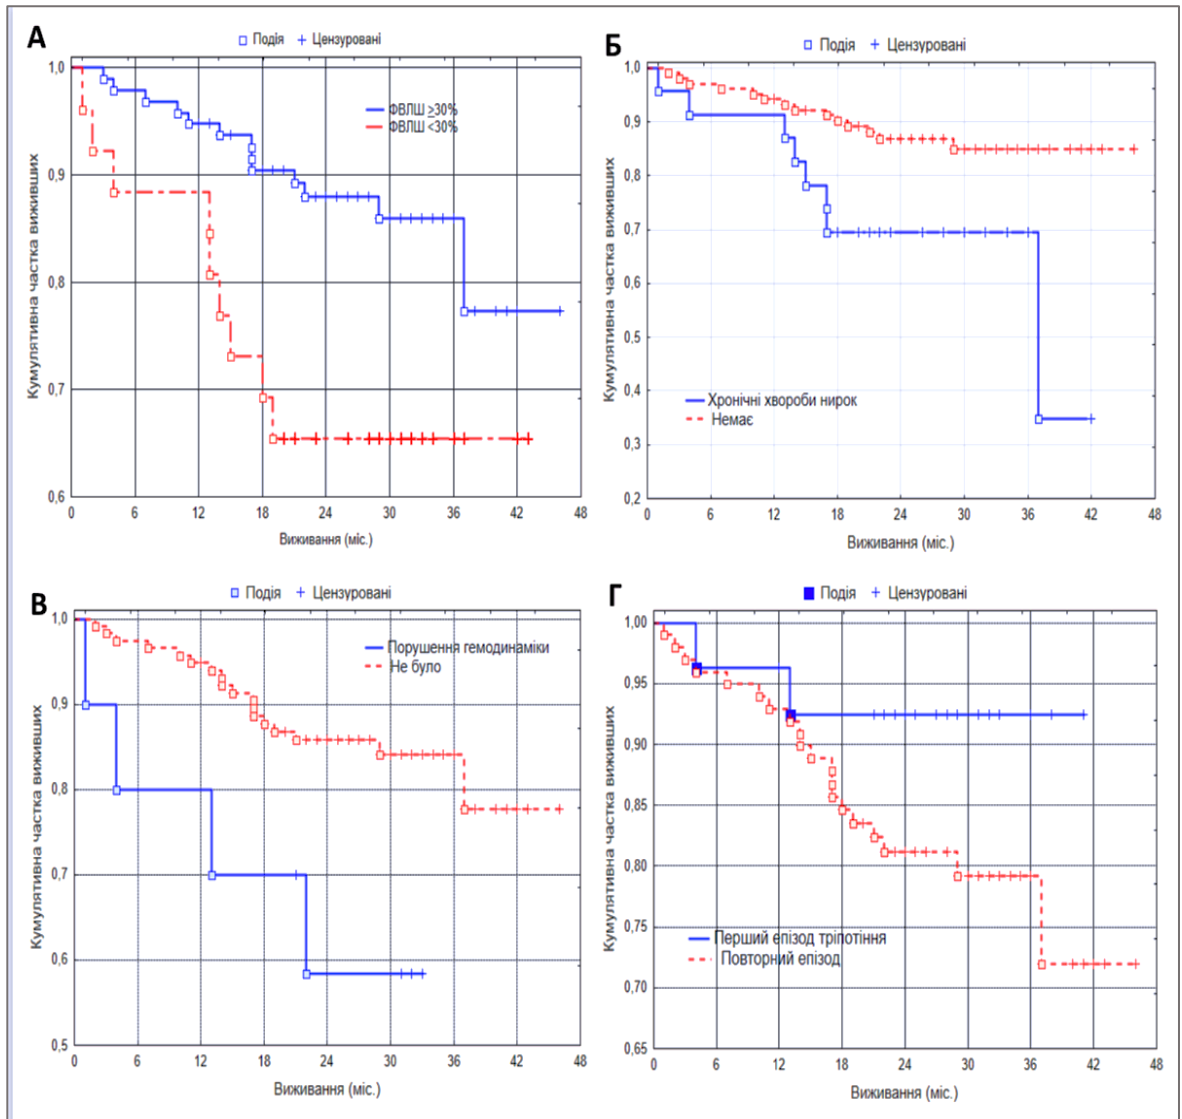 А
Подія Цензуровані
ФВЛШ ≥30%
ФВЛШ <30%
Кумулятивна частка виживших
1,0
0,9
0,8
0,7
0,6
0 6 12 18 24 30 36 42 48
Виживання (міс.)
Б
Подія Цензуровані
Кумулятивна частка виживших
1,0
0,9
0,8
0,7
0,5
0,4
0,3
0,2
Хронічні хвороби нирок
Немає
0 6 12 18 24 30 36 42 48
Виживання (міс.)
В
Подія Цензуровані
Порушення гемодинаміки
Не було
Кумулятивна частка виживших
1,0
0,9
0,8
0,7
0,6
0,5
0 6 12 18 24 30 36 42 48
Виживання (міс.)
Г
Подія Цензуровані
Кумулятивна частка виживших
1,00
0,95
0,90
0,85
0,80
0,75
0,70
0,65
Перший епізод тріпотіння
Повторний епізод
0 6 12 18 24 30 36 42 48
Виживання (міс.)